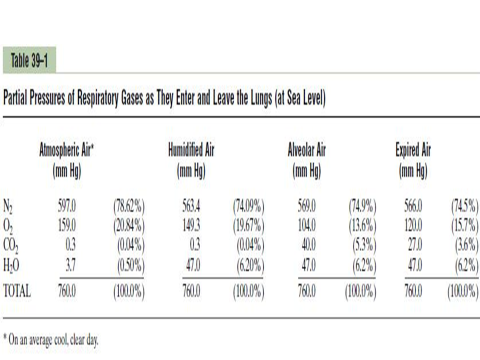 Table 39–1
Partial Pressures of Respiratory Gases as They Enter and Leave the Lungs (at Sea Level)
Atmospheric Air* Humidified Air Alveolar Air Expired Air
(mm Hg) (mm Hg) (mm Hg) (mm Hg)
N₂ 597.0 (78.62%) 563.4 (74.09%) 569.0 (74.9%) 566.0 (74.5%)
O₂ 159.0 (20.84%) 149.3 (19.67%) 104.0 (13.6%) 120.0 (15.7%)
CO₂ 0.3 (0.04%) 0.3 (0.04%) 40.0 (5.3%) 27.0 (3.6%)
H₂O 3.7 (0.50%) 47.0 (6.20%) 47.0 (6.2%) 47.0 (6.2%)
TOTAL 760.0 (100.0%) 760.0 (100.0%) 760.0 (100.0%) 760.0 (100.0%)
* On an average cool, clear day.